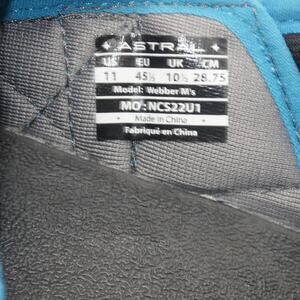 ASTRAL
US EU UK CM
11 45½ 10½ 28.75
Model: Webber M's
MO: NCS22U1
Made in China
Fabriqué en China